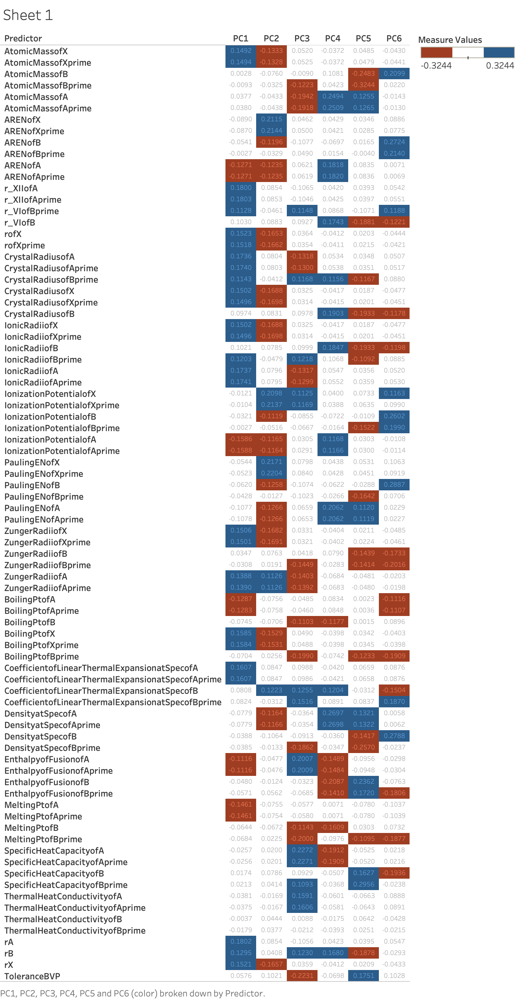 Sheet 1
Predictor PC1 PC2 PC3 PC4 PC5 PC6 Measure Values
-0.3244 0.3244
AtomicMassofX 0.1492 -0.1333 0.0520 -0.0372 0.0485 -0.0430
AtomicMassofXprime 0.1494 -0.1328 0.0525 -0.0372 0.0479 -0.0441
AtomicMassofB 0.0028 -0.0760 -0.0090 0.1081 -0.2483 0.2099
AtomicMassofBprime -0.0093 -0.0325 -0.1223 0.0423 -0.3244 0.0220
AtomicMassofA 0.0377 -0.0433 -0.1942 0.2494 0.1255 -0.0143
AtomicMassofAprime 0.0380 -0.0438 -0.1918 0.2509 0.1265 -0.0130
ARENofX -0.0890 0.2115 0.0462 0.0429 0.0346 0.0886
ARENofXprime -0.0870 0.2144 0.0500 0.0421 0.0285 0.0775
ARENofB -0.0541 -0.1196 -0.1077 -0.0697 0.0165 0.2724
ARENofBprime -0.0027 -0.0329 0.0490 0.0154 -0.0040 0.2140
ARENofA -0.1271 -0.1235 0.0621 0.1818 0.0835 0.0071
ARENofAprime -0.1271 -0.1235 0.0619 0.1820 0.0836 0.0069
r_XIIofA 0.1800 0.0854 -0.1065 0.0420 0.0393 0.0542
r_XIIofAprime 0.1803 0.0853 -0.1046 0.0425 0.0397 0.0551
r_VIofBprime 0.1128 -0.0461 0.1148 0.0868 -0.1071 0.1188
r_VIofB 0.1030 0.0883 0.0927 0.1743 -0.1881 -0.1221
rofX 0.1523 -0.1653 0.0364 -0.0412 0.0203 -0.0444
rofXprime 0.1518 -0.1662 0.0354 -0.0411 0.0215 -0.0421
CrystalRadiusofA 0.1736 0.0804 -0.1318 0.0534 0.0348 0.0507
CrystalRadiusofAprime 0.1740 0.0803 -0.1300 0.0538 0.0351 0.0517
CrystalRadiusofBprime 0.1143 -0.0412 0.1168 0.1156 -0.1167 0.0880
CrystalRadiusofX 0.1502 -0.1688 0.0325 -0.0417 0.0187 -0.0477
CrystalRadiusofXprime 0.1496 -0.1698 0.0314 -0.0415 0.0201 -0.0451
CrystalRadiusofB 0.0974 0.0831 0.0978 0.1903 -0.1933 -0.1178
IonicRadiiofX 0.1502 -0.1688 0.0325 -0.0417 0.0187 -0.0477
IonicRadiiofXprime 0.1496 -0.1698 0.0314 -0.0415 0.0201 -0.0451
IonicRadiiofB 0.1021 0.0785 0.0999 0.1847 -0.1933 -0.1198
IonicRadiiofBprime 0.1203 -0.0479 0.1218 0.1068 -0.1092 0.0885
IonicRadiiofA 0.1737 0.0796 -0.1317 0.0547 0.0356 0.0520
IonicRadiiofAprime 0.1741 0.0795 -0.1299 0.0552 0.0359 0.0530
IonizationPotentialofX -0.0121 0.2098 0.1125 0.0400 0.0733 0.1163
IonizationPotentialofXprime -0.0104 0.2137 0.1169 0.0388 0.0635 0.0990
IonizationPotentialofB -0.0321 -0.1119 -0.0855 -0.0722 -0.0109 0.2602
IonizationPotentialofBprime -0.0027 -0.0516 -0.0667 -0.0164 -0.1522 0.1990
IonizationPotentialofA -0.1586 -0.1165 0.0305 0.1168 0.0303 -0.0108
IonizationPotentialofAprime -0.1588 -0.1164 0.0291 0.1166 0.0300 -0.0114
PaulingENofX -0.0544 0.2171 0.0798 0.0438 0.0531 0.1063
PaulingENofXprime -0.0523 0.2204 0.0840 0.0428 0.0451 0.0919
PaulingENofB -0.0620 -0.1258 -0.1074 -0.0622 -0.0288 0.2887
PaulingENofBprime -0.0428 -0.0127 -0.1023 -0.0266 -0.1642 0.0706
PaulingENofA -0.1077 -0.1266 0.0659 0.2062 0.1120 0.0229
PaulingENofAprime -0.1078 -0.1266 0.0653 0.2062 0.1119 0.0227
ZungerRadiiofX 0.1506 -0.1682 0.0331 -0.0404 0.0211 -0.0485
ZungerRadiiofXprime 0.1501 -0.1691 0.0321 -0.0402 0.0224 -0.0461
ZungerRadiiofB 0.0347 0.0763 0.0418 0.0790 -0.1439 -0.1733
ZungerRadiiofBprime -0.0308 0.0191 -0.1449 -0.0283 -0.1414 -0.2016
ZungerRadiiofA 0.1388 0.1126 -0.1403 -0.0684 -0.0481 -0.0203
ZungerRadiiofAprime 0.1390 0.1126 -0.1392 -0.0683 -0.0480 -0.0198
BoilingPtofA -0.1287 -0.0756 -0.0485 0.0834 0.0023 -0.1116
BoilingPtofAprime -0.1283 -0.0758 -0.0460 0.0848 0.0036 -0.1107
BoilingPtofB -0.0745 -0.0706 -0.1103 -0.1177 0.0015 0.0896
BoilingPtofX 0.1585 -0.1529 0.0490 -0.0398 0.0342 -0.0403
BoilingPtofXprime 0.1584 -0.1531 0.0488 -0.0398 0.0345 -0.0398
BoilingPtofBprime -0.0704 0.0256 -0.1990 -0.0742 -0.1233 -0.1909
CoefficientofLinearThermalExpansionatSpecofA 0.1607 0.0847 0.0988 -0.0420 0.0659 0.0876
CoefficientofLinearThermalExpansionatSpecofAprime 0.1607 0.0847 0.0986 -0.0421 0.0658 0.0876
CoefficientofLinearThermalExpansionatSpecofB 0.0808 0.1223 0.1255 0.1204 -0.0312 -0.1504
CoefficientofLinearThermalExpansionatSpecofBprime 0.0824 -0.0312 0.1516 0.0891 0.0837 0.1870
DensityatSpecofA -0.0779 -0.1164 -0.0364 0.2697 0.1321 0.0058
DensityatSpecofAprime -0.0779 -0.1166 -0.0354 0.2698 0.1322 0.0062
DensityatSpecofB -0.0388 -0.1064 -0.0913 -0.0360 -0.1417 0.2788
DensityatSpecofBprime -0.0385 -0.0133 -0.1862 -0.0347 -0.2570 -0.0237
EnthalpyofFusionofA -0.1116 -0.0477 0.2007 -0.1489 -0.0956 -0.0298
EnthalpyofFusionofAprime -0.1116 -0.0476 0.2009 -0.1484 -0.0948 -0.0304
EnthalpyofFusionofB -0.0480 -0.0124 -0.0323 -0.2087 0.2362 -0.0763
EnthalpyofFusionofBprime -0.0571 0.0562 -0.0685 -0.1410 0.1720 -0.1806
MeltingPtofA -0.1461 -0.0755 -0.0577 0.0071 -0.0780 -0.1037
MeltingPtofAprime -0.1461 -0.0754 -0.0580 0.0071 -0.0780 -0.1039
MeltingPtofB -0.0644 -0.0672 -0.1143 -0.1609 0.0303 0.0732
MeltingPtofBprime -0.0684 0.0225 -0.2000 -0.0976 -0.1095 -0.1877
SpecificHeatCapacityofA -0.0257 0.0200 0.2272 -0.1912 -0.0525 0.0218
SpecificHeatCapacityofAprime -0.0256 0.0201 0.2271 -0.1909 -0.0520 0.0216
SpecificHeatCapacityofB 0.0174 0.0786 0.0929 -0.0507 0.1627 -0.1936
SpecificHeatCapacityofBprime 0.0213 0.0414 0.1093 -0.0368 0.2956 -0.0238
ThermalHeatConductivityofA -0.0381 -0.0169 0.1591 -0.0601 -0.0663 0.0888
ThermalHeatConductivityofAprime -0.0375 -0.0167 0.1606 -0.0581 -0.0643 0.0891
ThermalHeatConductivityofB -0.0037 0.0444 0.0088 -0.0175 0.0642 -0.0428
ThermalHeatConductivityofBprime -0.0179 0.0377 -0.0212 -0.0393 0.0251 -0.0215
rA 0.1802 0.0854 -0.1056 0.0423 0.0395 0.0547
rB 0.1295 0.0408 0.1230 0.1680 -0.1878 -0.0293
rX 0.1521 -0.1657 0.0359 -0.0412 0.0209 -0.0433
ToleranceBVP 0.0576 0.1021 -0.2231 -0.0698 0.1751 0.1028
PC1, PC2, PC3, PC4, PC5 and PC6 (color) broken down by Predictor.